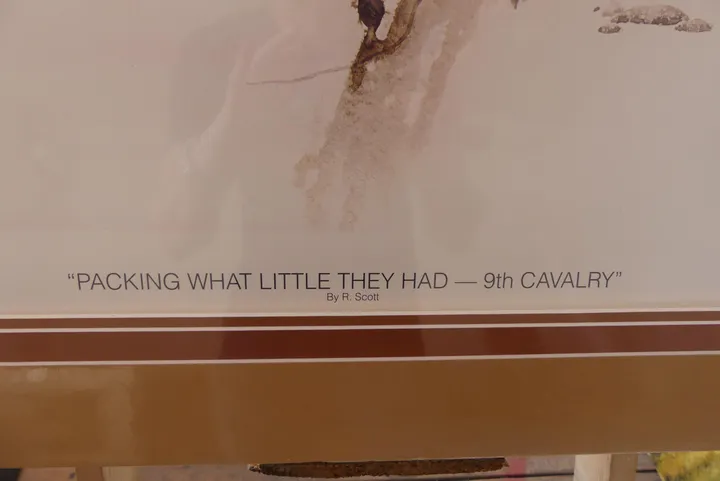 “PACKING WHAT LITTLE THEY HAD — 9th CAVALRY”
By R. Scott